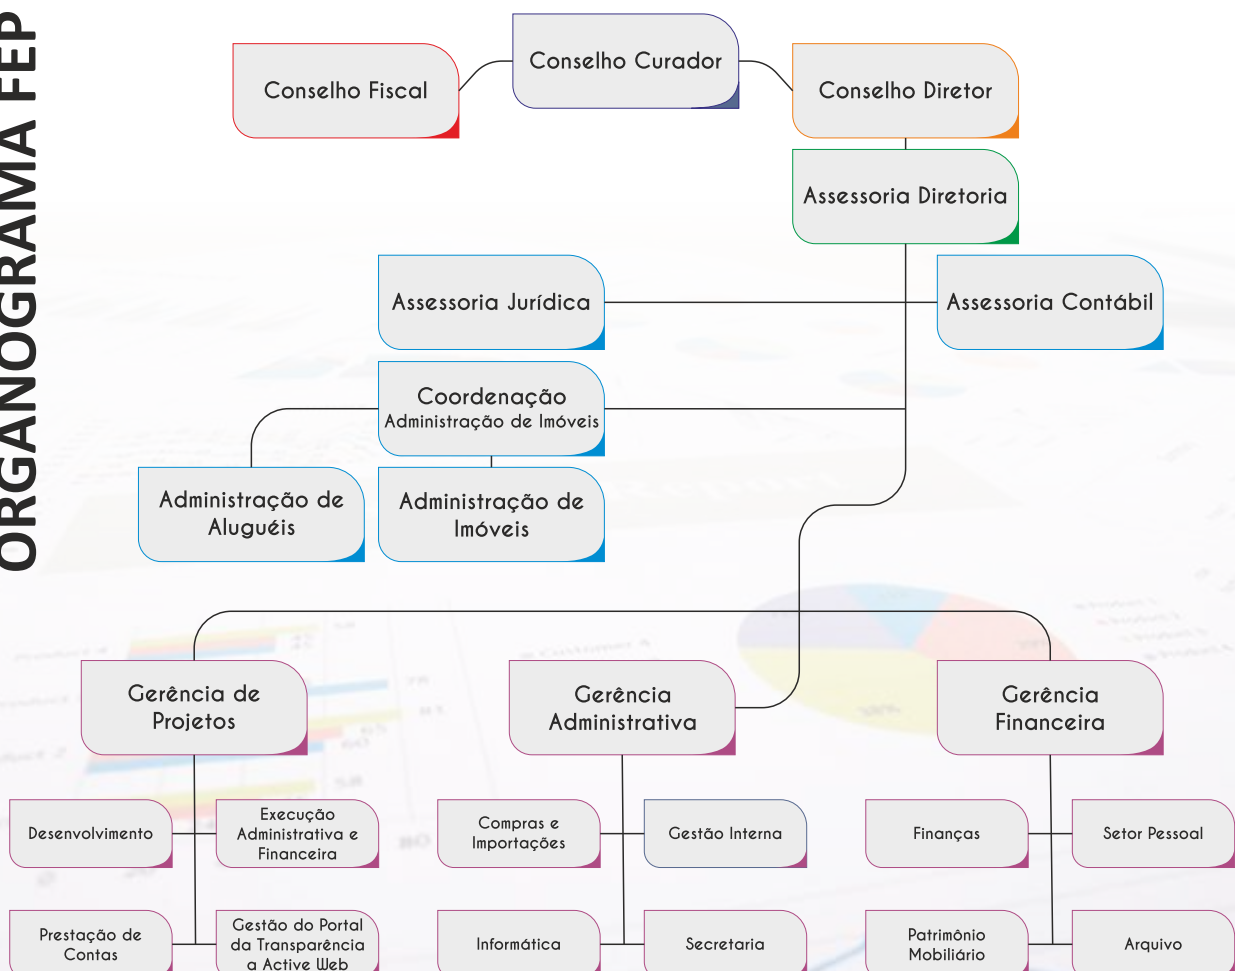 ORGANOGRAMA FEP
Conselho Curador
Conselho Fiscal
Conselho Diretor
Assessoria Diretoria
Assessoria Jurídica
Assessoria Contábil
Coordenação
Administração de Imóveis
Administração de
Aluguéis
Administração de
Imóveis
Gerência de
Projetos
Gerência
Administrativa
Gerência
Financeira
Desenvolvimento
Execução
Administrativa e
Financeira
Compras e
Importações
Gestão Interna
Finanças
Setor Pessoal
Prestação de
Contas
Gestão do Portal
da Transparência
a Active Web
Informática
Secretaria
Patrimônio
Mobiliário
Arquivo